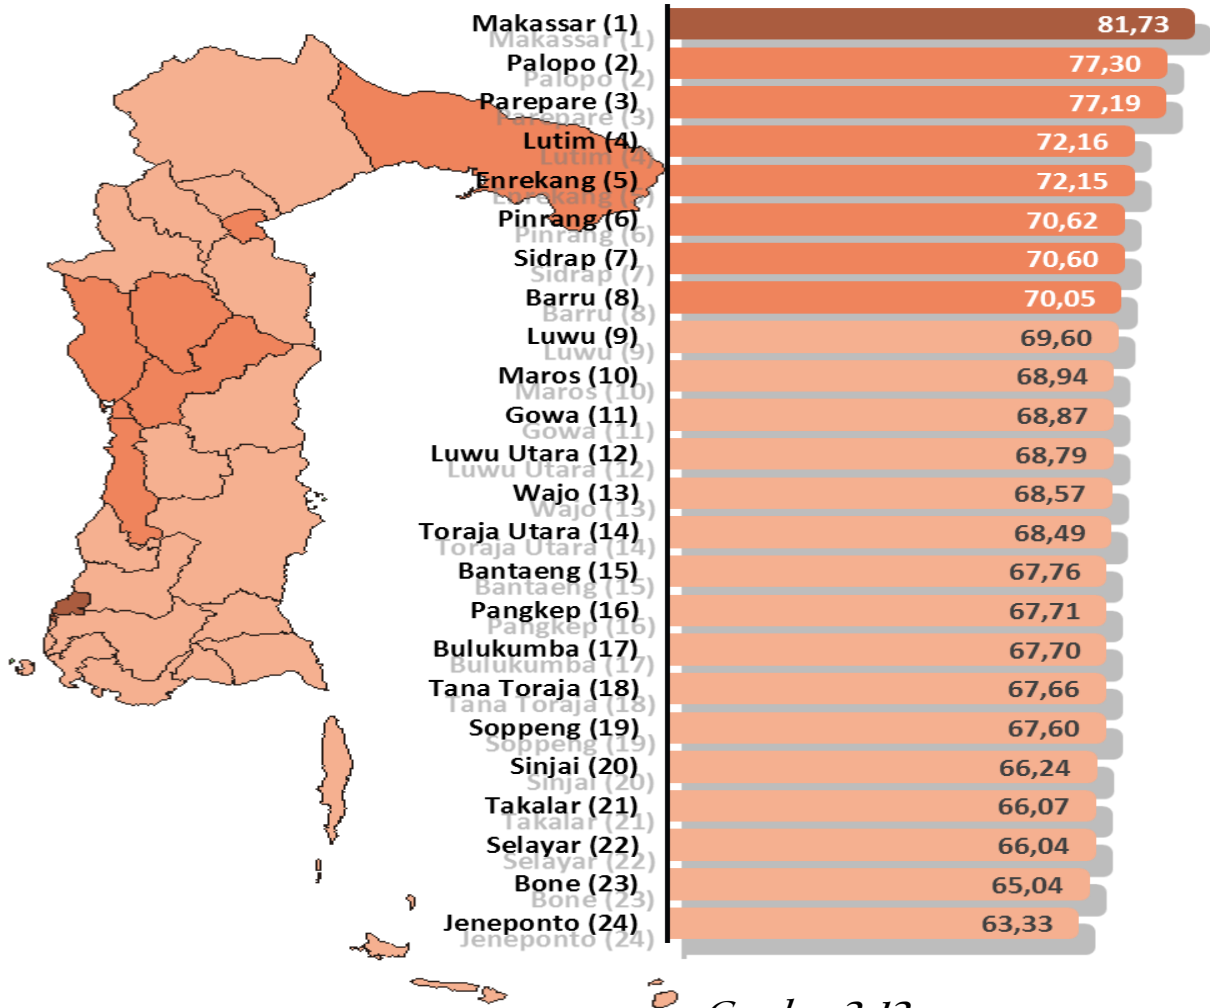 Makassar (1) 81,73
Palopo (2) 77,30
Parepare (3) 77,19
Lutim (4) 72,16
Enrekang (5) 72,15
Pinrang (6) 70,62
Sidrap (7) 70,60
Barru (8) 70,05
Luwu (9) 69,60
Maros (10) 68,94
Gowa (11) 68,87
Luwu Utara (12) 68,79
Wajo (13) 68,57
Toraja Utara (14) 68,49
Bantaeng (15) 67,76
Pangkep (16) 67,71
Bulukumba (17) 67,70
Tana Toraja (18) 67,66
Soppeng (19) 67,60
Sinjai (20) 66,24
Takalar (21) 66,07
Selayar (22) 66,04
Bone (23) 65,04
Jeneponto (24) 63,33